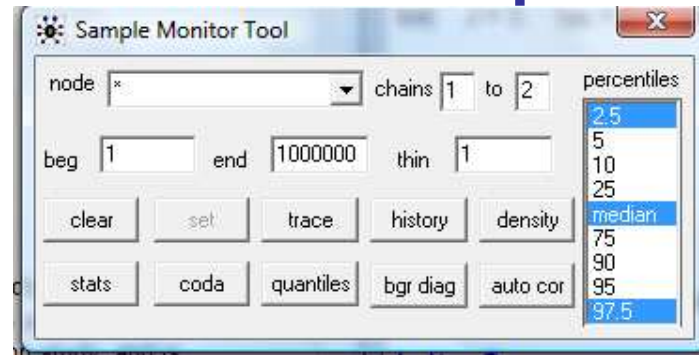 Sample Monitor Tool
node * chains 1 to 2 percentiles
beg 1 end 1000000 thin 1
clear set trace history density
stats coda quantiles bgr diag auto cor
2.5
5
10
25
median
75
90
95
97.5